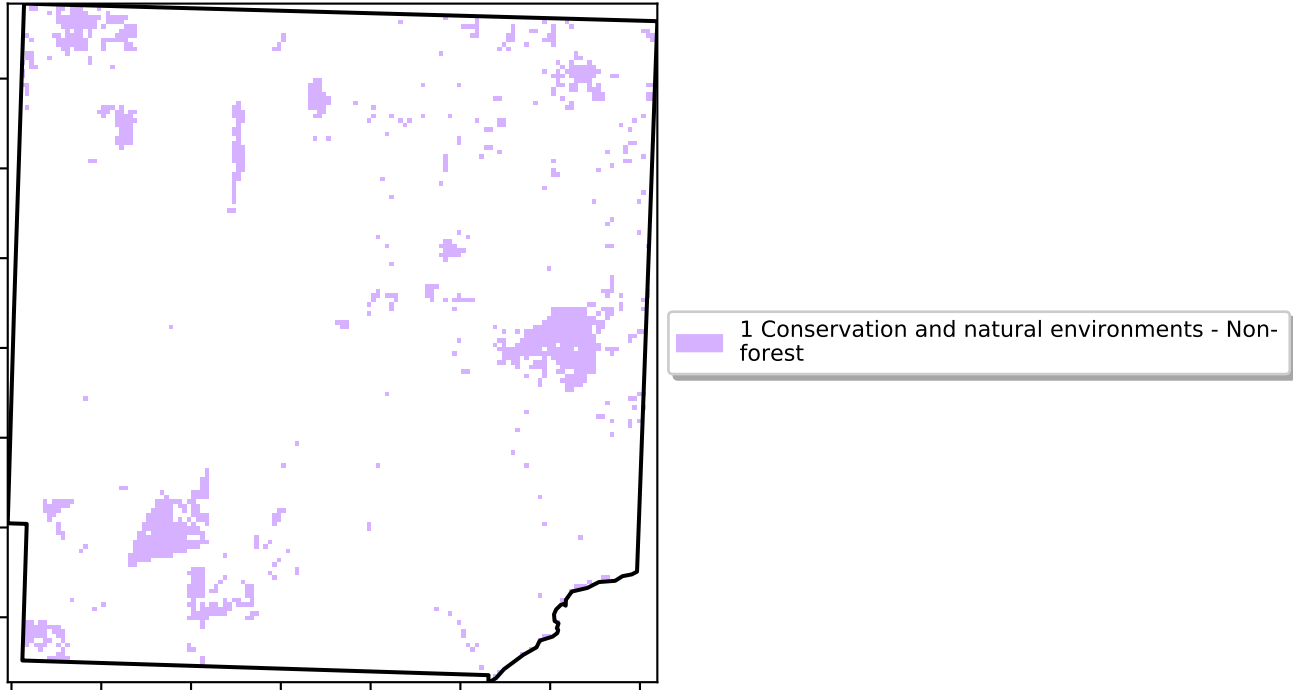 1 Conservation and natural environments - Non-
forest